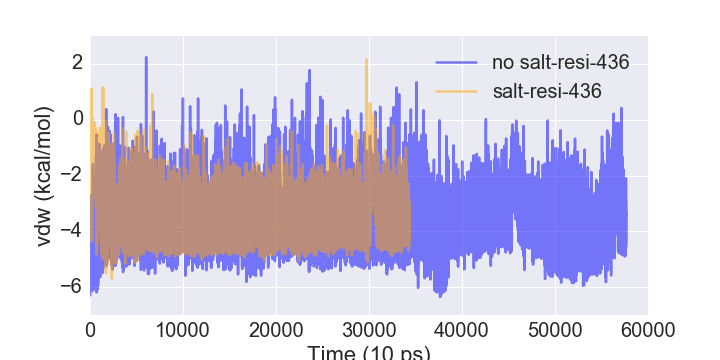 2
0
−2
−4
−6
vdw (kcal/mol)
no salt-resi-436
salt-resi-436
0 10000 20000 30000 40000 50000 60000
Time (10 ps)